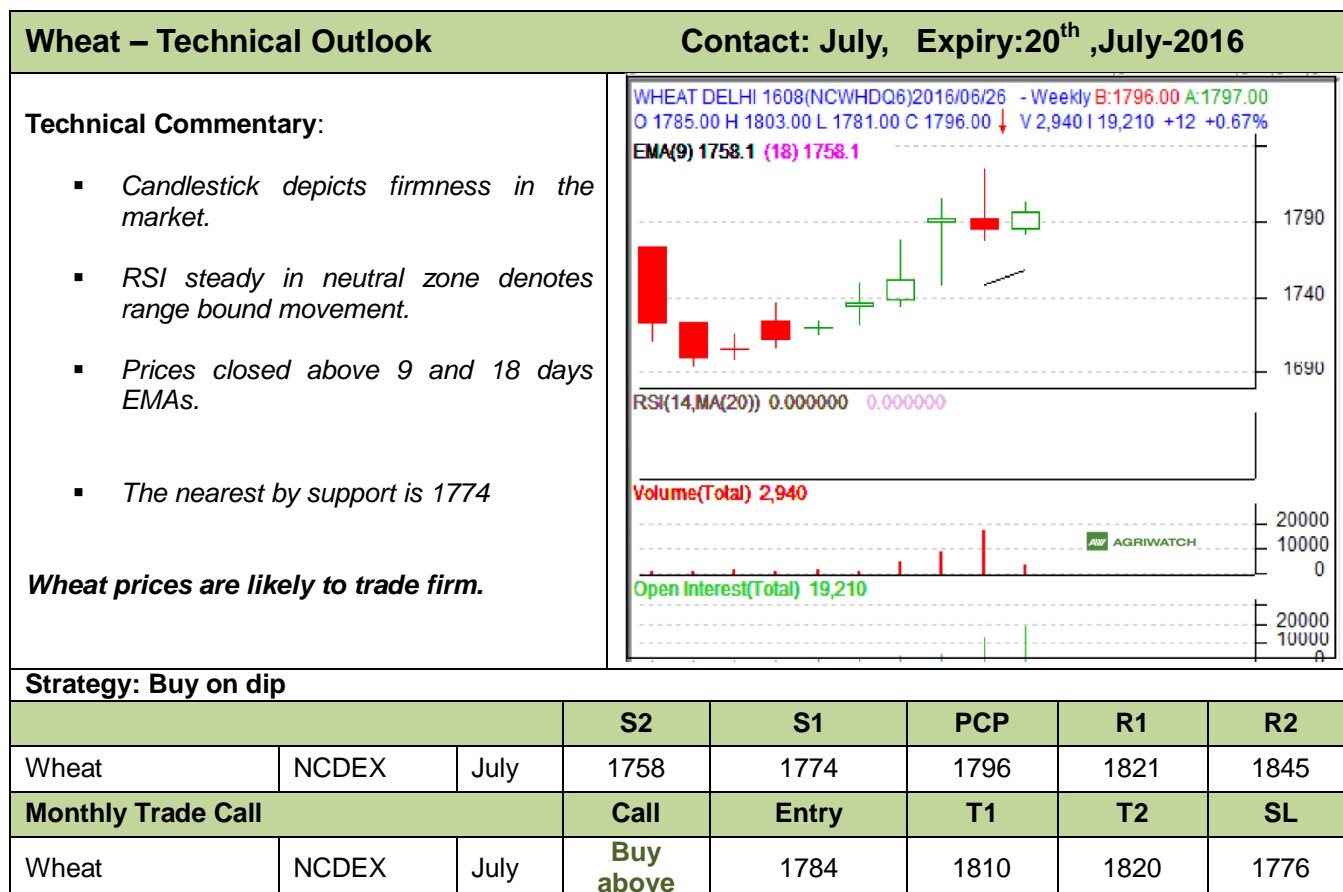 Wheat – Technical Outlook Contact: July, Expiry:20th ,July-2016
Technical Commentary:
▪ Candlestick depicts firmness in the
market.
▪ RSI steady in neutral zone denotes
range bound movement.
▪ Prices closed above 9 and 18 days
EMAs.
▪ The nearest by support is 1774
Wheat prices are likely to trade firm.
WHEAT DELHI 1608(NCWHDQ6)2016/06/26 - Weekly B:1796.00 A:1797.00
O 1785.00 H 1803.00 L 1781.00 C 1796.00 ↓ V 2,940 I 19,210 +12 +0.67%
EMA(9) 1758.1 (18) 1758.1
1790
1740
1690
RSI(14,MA(20)) 0.000000 0.000000
Volume(Total) 2,940
20000
AW AGRIWATCH
10000
0
Open Interest(Total) 19,210
20000
10000
0
Strategy: Buy on dip
S2 S1 PCP R1 R2
Wheat NCDEX July 1758 1774 1796 1821 1845
Monthly Trade Call Call Entry T1 T2 SL
Wheat NCDEX July Buy above 1784 1810 1820 1776